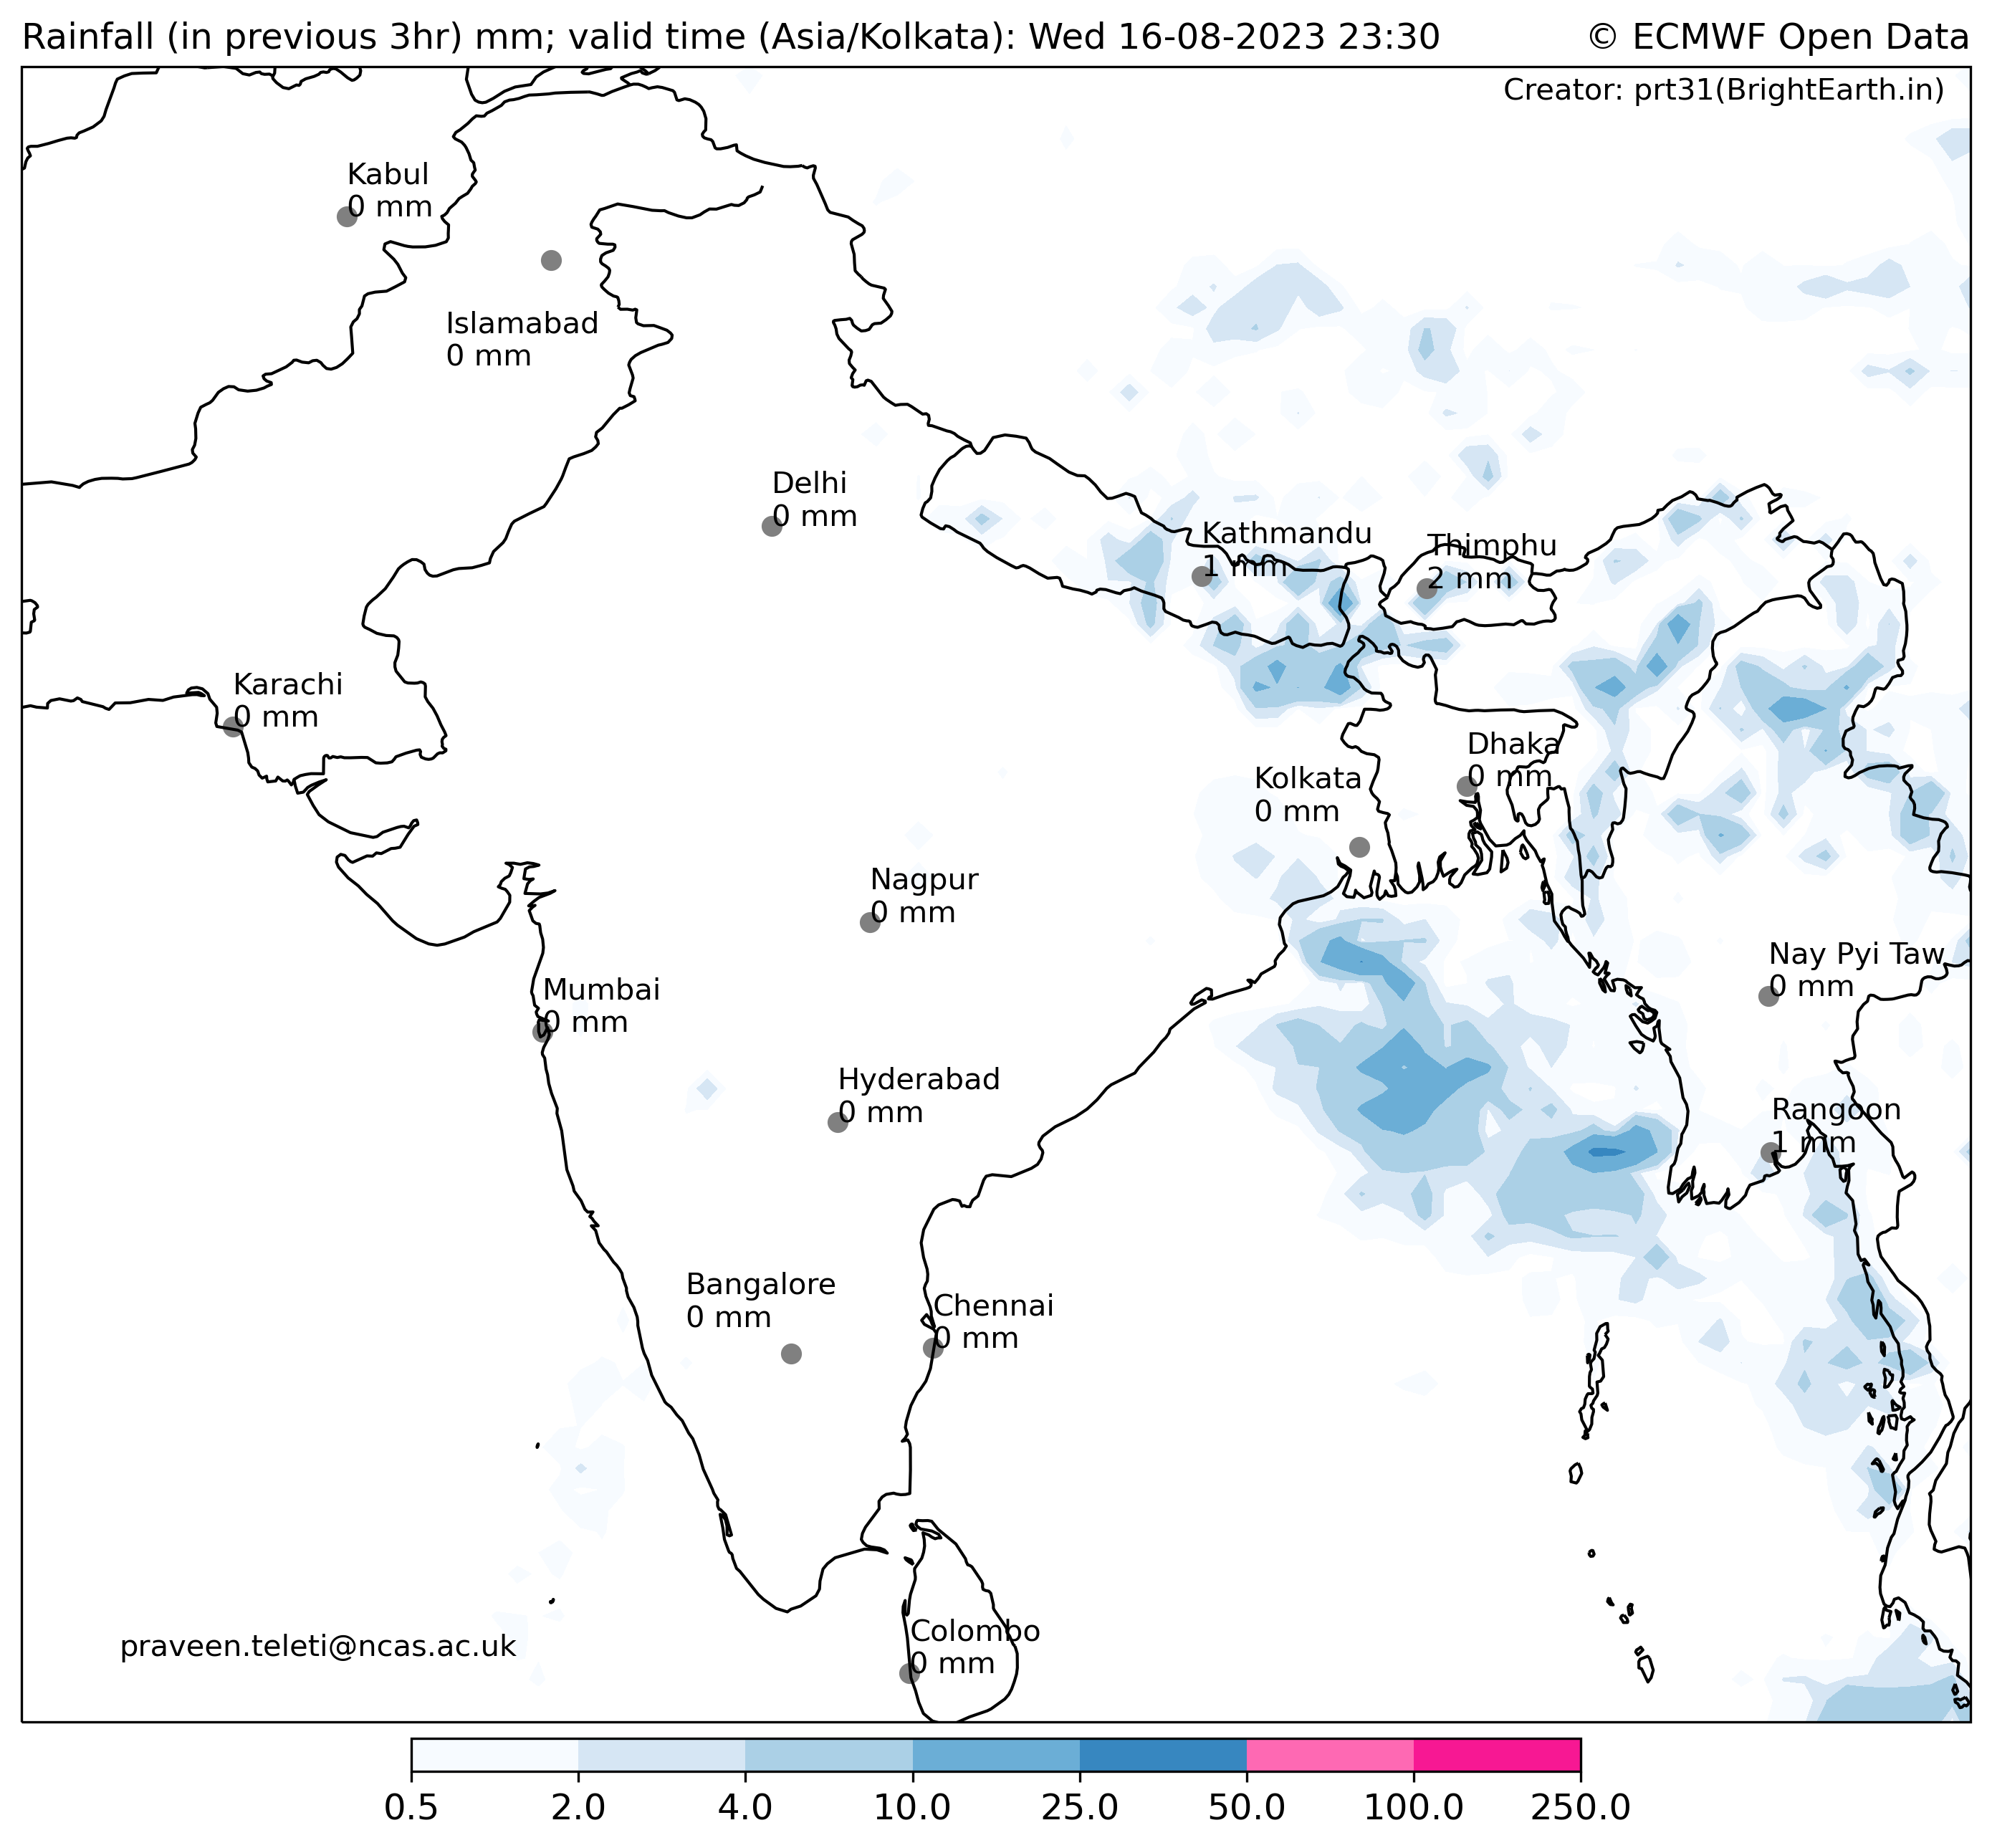 Rainfall (in previous 3hr) mm; valid time (Asia/Kolkata): Wed 16-08-2023 23:30
© ECMWF Open Data
Creator: prt31(BrightEarth.in)
Kabul
0 mm
Islamabad
0 mm
Delhi
0 mm
Kathmandu
1 mm
Thimphu
2 mm
Karachi
0 mm
Dhaka
0 mm
Kolkata
0 mm
Nagpur
0 mm
Nay Pyi Taw
0 mm
Mumbai
0 mm
Hyderabad
0 mm
Rangoon
1 mm
Bangalore
0 mm
Chennai
0 mm
Colombo
0 mm
praveen.teleti@ncas.ac.uk
0.5 2.0 4.0 10.0 25.0 50.0 100.0 250.0